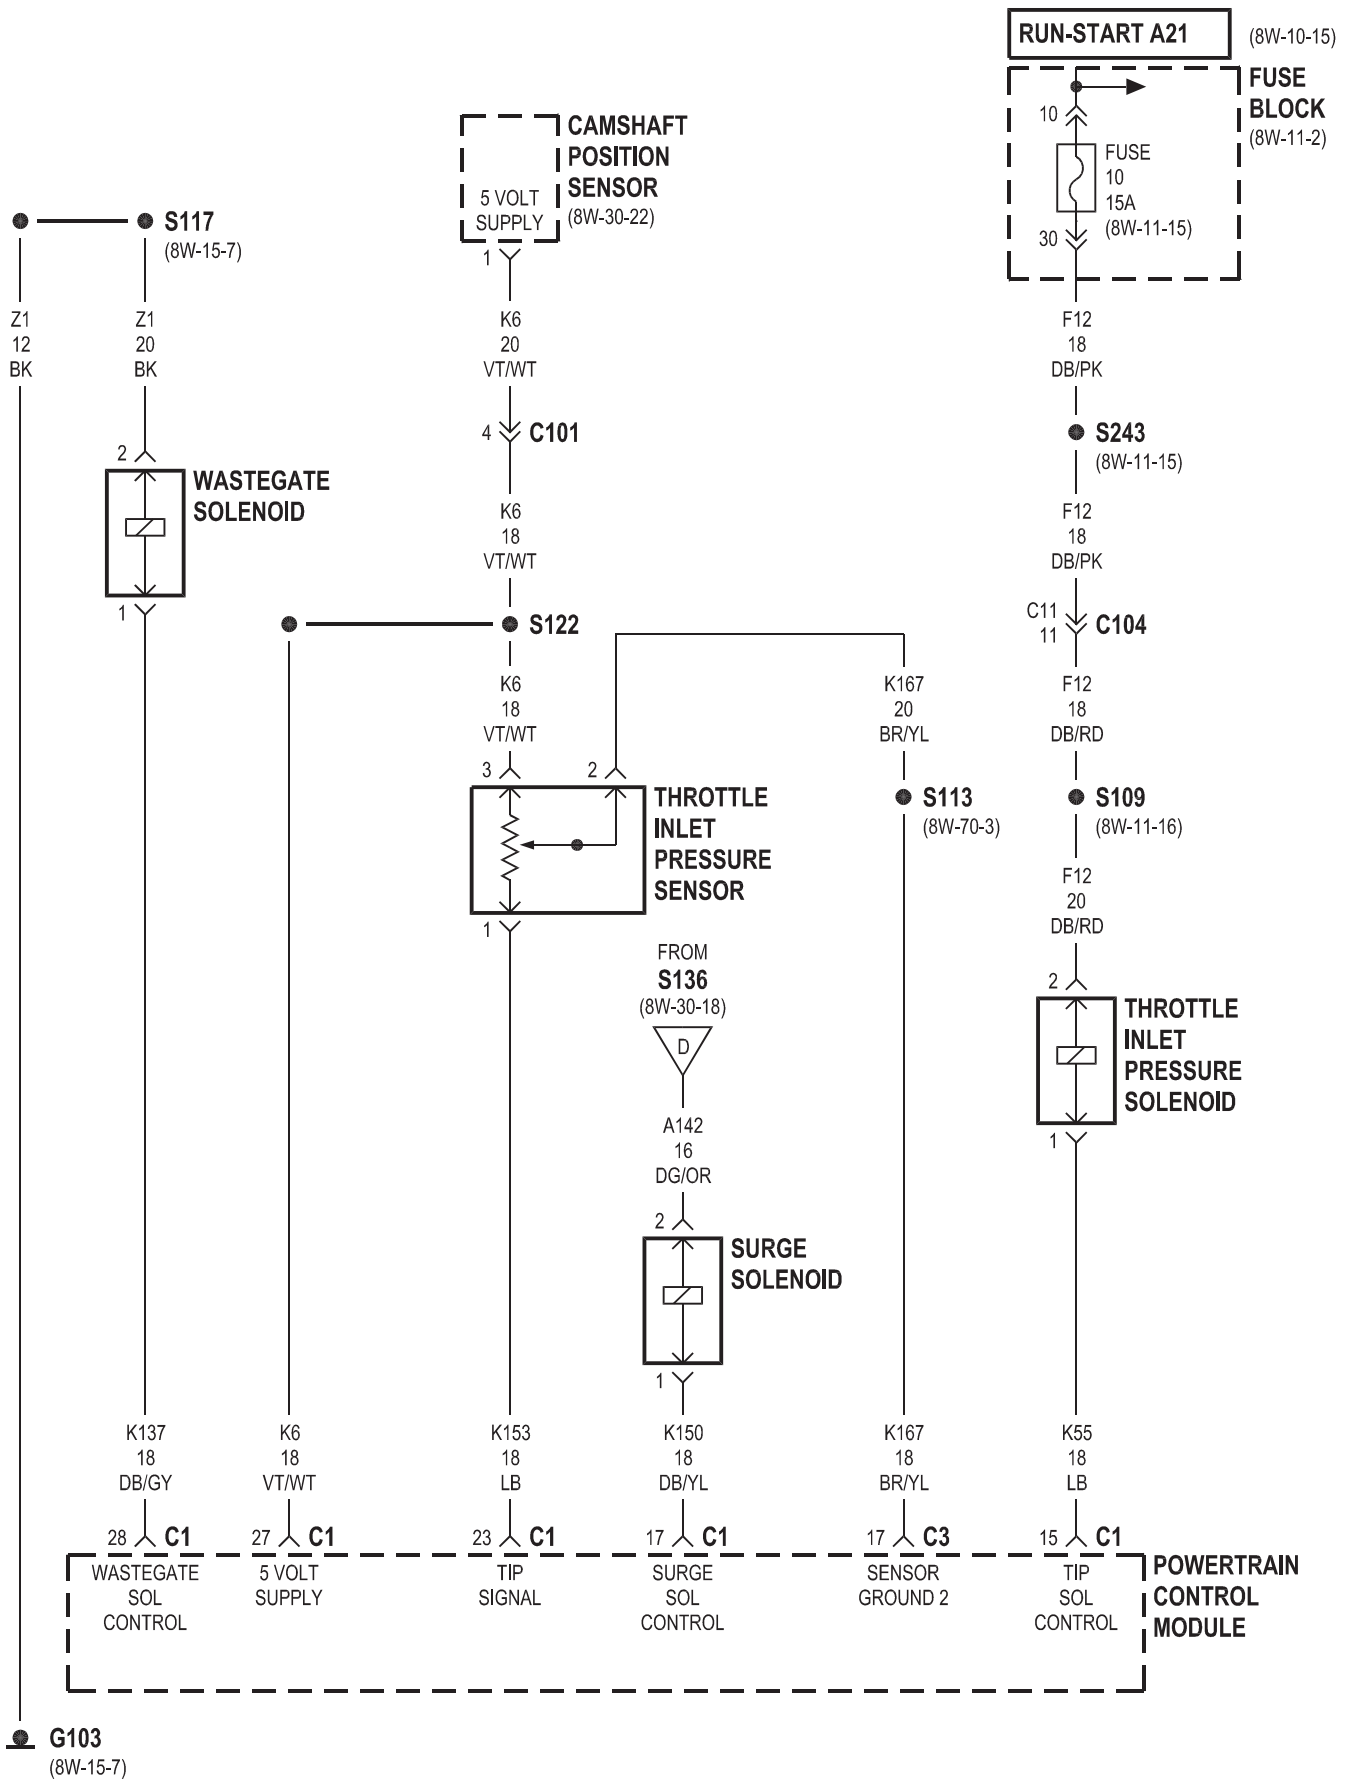 RUN-START A21
(8W-10-15)
FUSE
BLOCK
(8W-11-2)
10
FUSE
10
15A
(8W-11-15)
30
CAMSHAFT
POSITION
SENSOR
(8W-30-22)
5 VOLT
SUPPLY
1
S117
(8W-15-7)
Z1
12
BK
Z1
20
BK
K6
20
VT/WT
F12
18
DB/PK
4
C101
S243
(8W-11-15)
2
WASTEGATE
SOLENOID
1
K6
18
VT/WT
F12
18
DB/PK
S122
C11
11
C104
K6
18
VT/WT
K167
20
BR/YL
F12
18
DB/RD
3
2
THROTTLE
INLET
PRESSURE
SENSOR
1
S113
(8W-70-3)
S109
(8W-11-16)
F12
20
DB/RD
FROM
S136
(8W-30-18)
D
2
THROTTLE
INLET
PRESSURE
SOLENOID
1
A142
16
DG/OR
2
SURGE
SOLENOID
1
K137
18
DB/GY
K6
18
VT/WT
K153
18
LB
K150
18
DB/YL
K167
18
BR/YL
K55
18
LB
28 C1
27 C1
23 C1
17 C1
17 C3
15 C1
WASTEGATE
SOL
CONTROL
5 VOLT
SUPPLY
TIP
SIGNAL
SURGE
SOL
CONTROL
SENSOR
GROUND 2
TIP
SOL
CONTROL
POWERTRAIN
CONTROL
MODULE
G103
(8W-15-7)